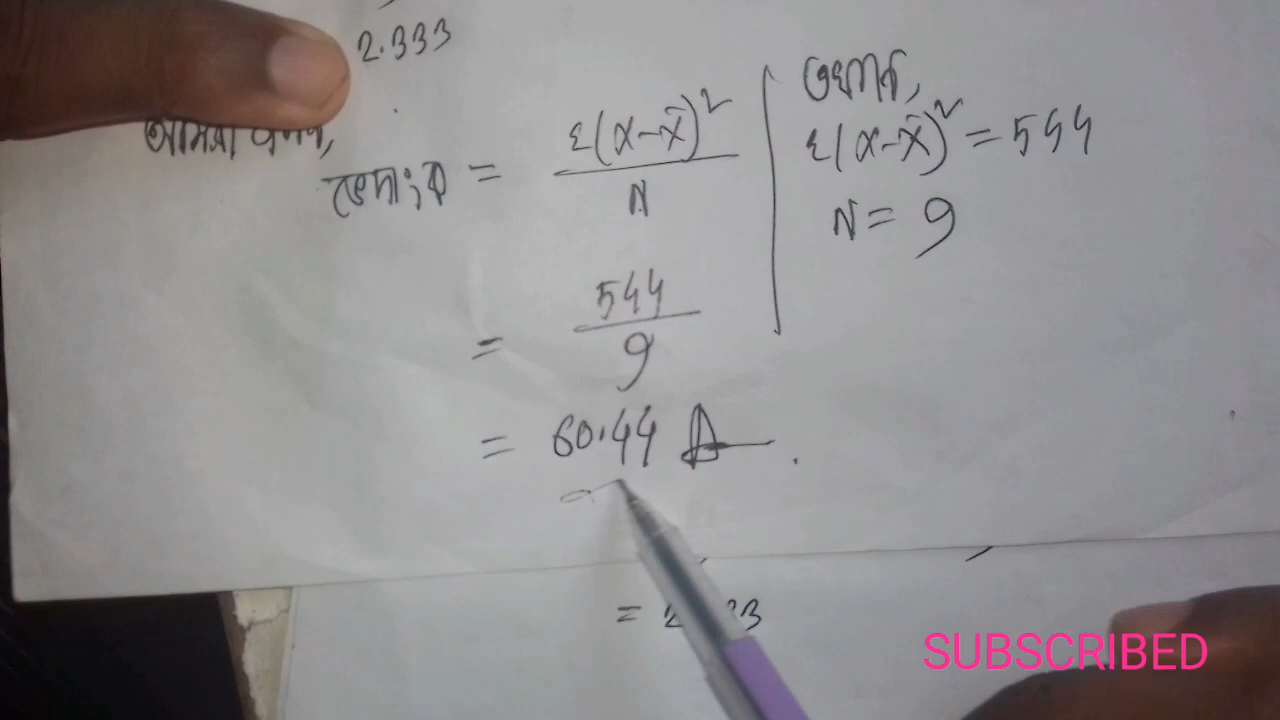 2.333
আমরা জানি,
ভেদাংক = Σ(x-x̄)² / N
= 544 / 9
= 60.44
এখানে,
Σ(x-x̄)² = 544
N = 9
SUBSCRIBED